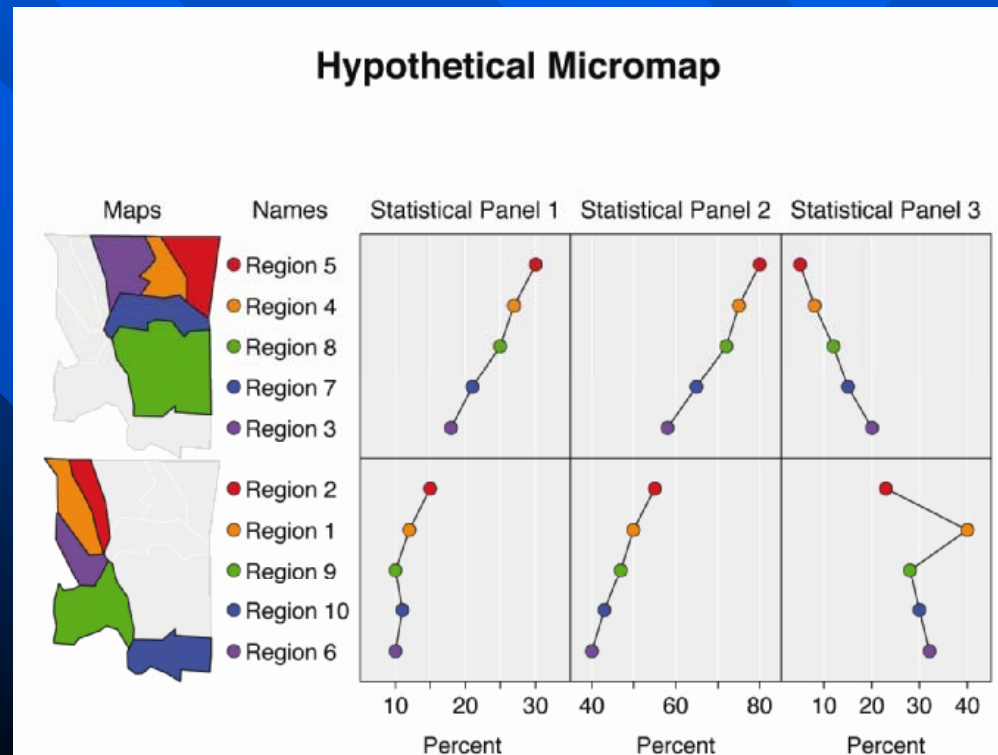 Hypothetical Micromap
Maps Names Statistical Panel 1 Statistical Panel 2 Statistical Panel 3
Region 5
Region 4
Region 8
Region 7
Region 3
Region 2
Region 1
Region 9
Region 10
Region 6
10 20 30 40 60 80 10 20 30 40
Percent Percent Percent